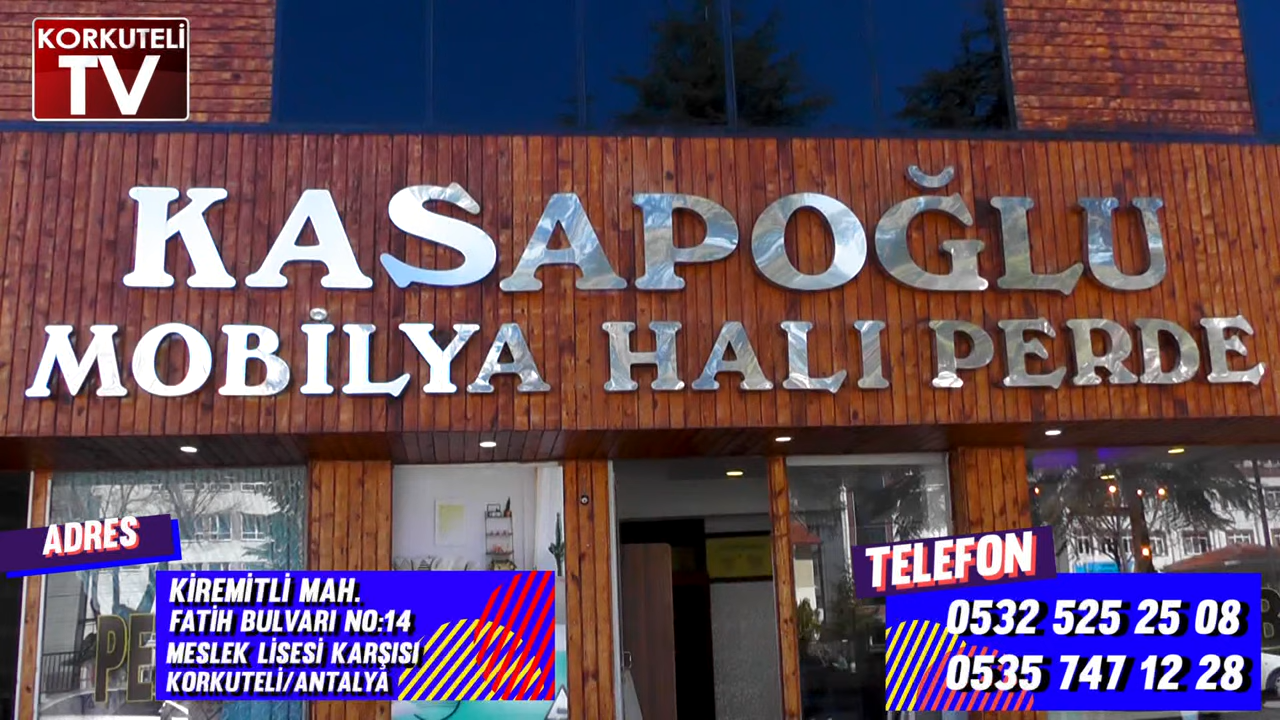 KORKUTELİ
TV
KASAPOĞLU
MOBİLYA HALI PERDE
ADRES
KİREMİTLİ MAH.
FATİH BULVARI NO:14
MESLEK LİSESİ KARŞISI
KORKUTELİ/ANTALYA
TELEFON
0532 525 25 08
0535 747 12 28